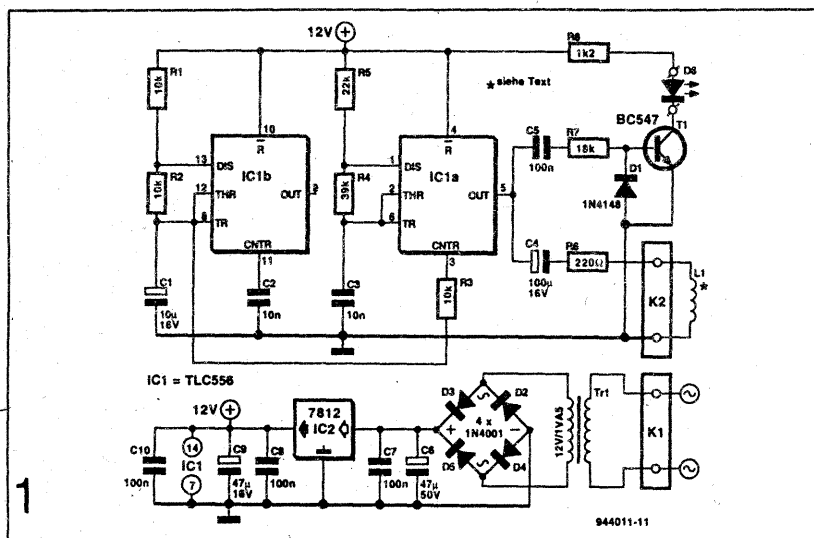 12V
R1
10k
R2
10k
R5
22k
R4
39k
10
R
13 DIS
12 THR
8 TR
IC1b
OUT 9
CNTR
11
C1
10µ
16V
C2
10n
C3
10n
4
R
1 DIS
2 THR
6 TR
IC1a
OUT 5
CNTR
3
R3
10k
* siehe Text
1k2
D6
BC547
T1
C5
100n
R7
18k
D1
1N4148
C4
100µ
16V
R6
220Ω
K2
L1
*
IC1 = TLC556
12V
7812
IC2
C10
100n
14
IC1
7
C9
47µ
16V
C8
100n
C7
100n
C6
47µ
50V
D3
D2
4 x
1N4001
D5
D4
+
−
12V/1VA5
Tr1
K1
944011-11
1